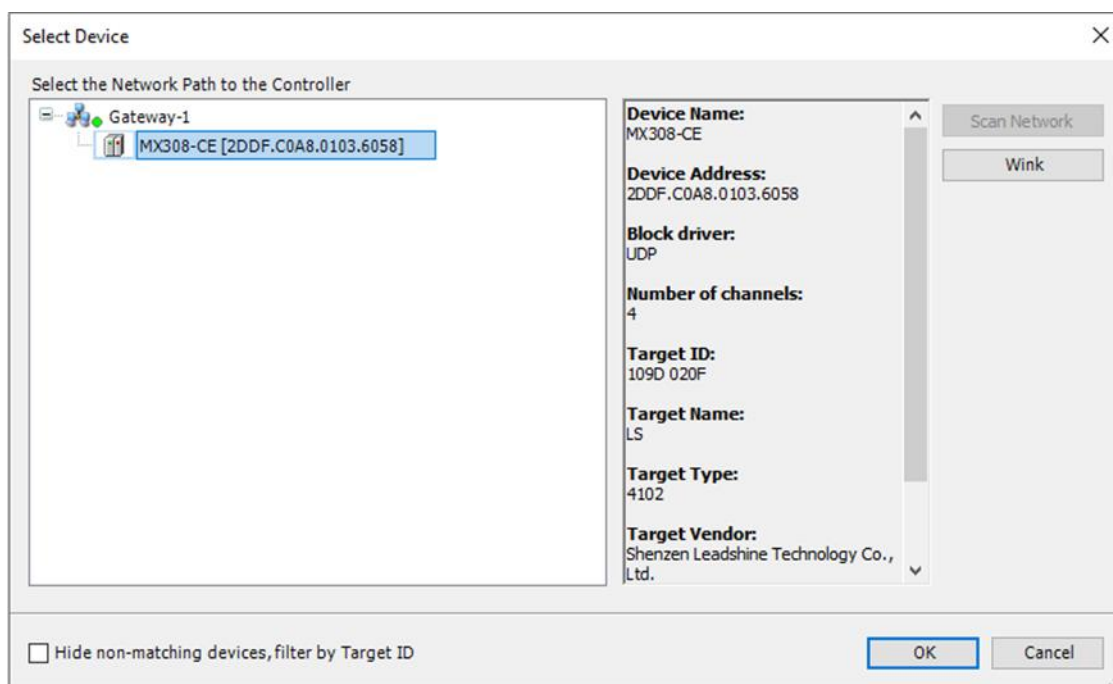 Select Device
Select the Network Path to the Controller
Gateway-1
MX308-CE [2DDF.C0A8.0103.6058]
Device Name:
MX308-CE
Device Address:
2DDF.C0A8.0103.6058
Block driver:
UDP
Number of channels:
4
Target ID:
109D 020F
Target Name:
LS
Target Type:
4102
Target Vendor:
Shenzen Leadshine Technology Co.,
Ltd.
Scan Network
Wink
Hide non-matching devices, filter by Target ID
OK
Cancel